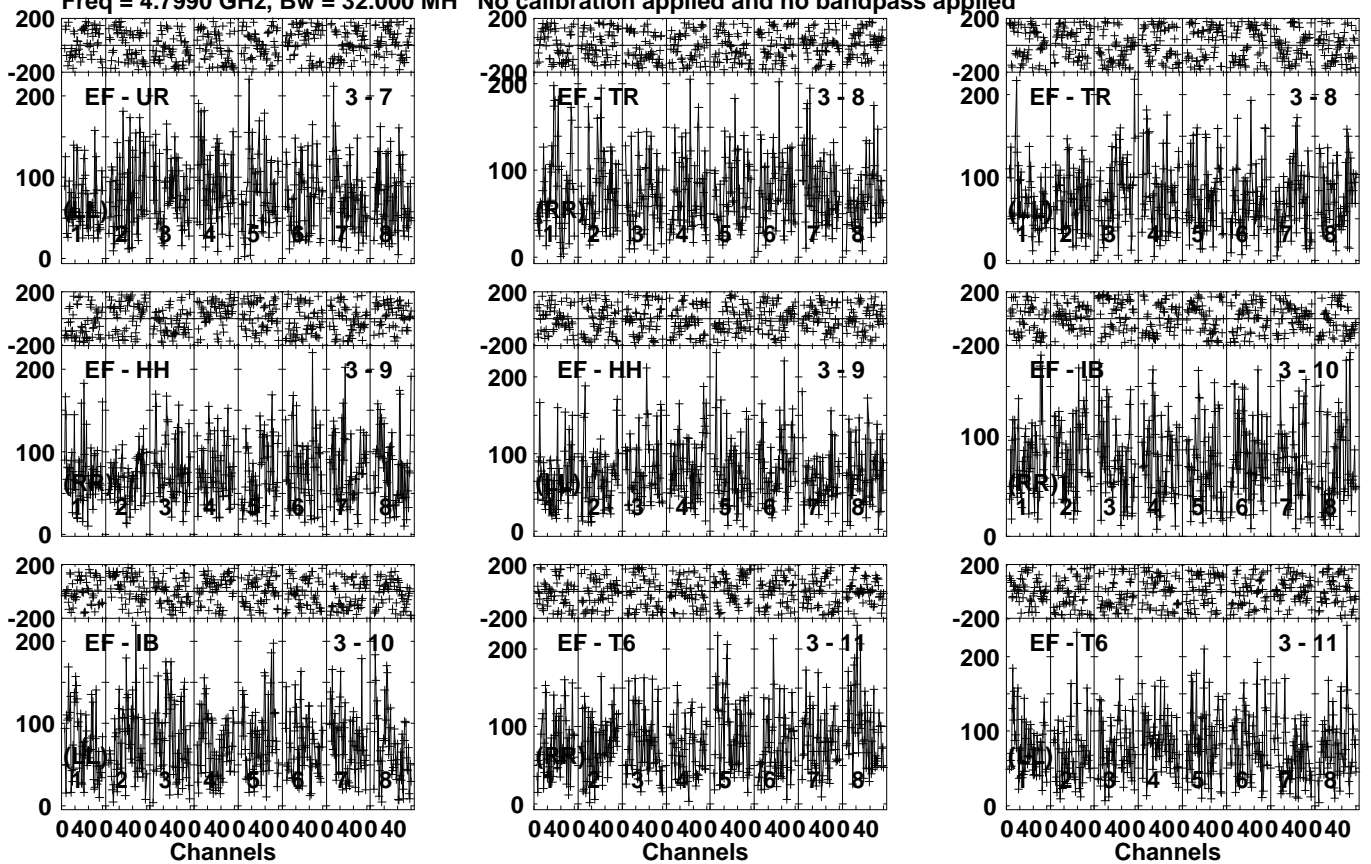 Freq = 4.7990 GHz, Bw = 32.000 MH No calibration applied and no bandpass applied
200 200 200
-200 -200 -200
200 EF - UR 3 - 7 200 EF - TR 3 - 8 200 EF - TR 3 - 8
100 100 100
(LL) (RR) (LL)
1 2 3 4 5 6 7 8 1 2 3 4 5 6 7 8 1 2 3 4 5 6 7 8
0 0 0
200 200 200
-200 -200 -200
200 EF - HH 3 - 9 200 EF - HH 3 - 9 200 EF - IB 3 - 10
100 100 100
(RR) (LL) (RR)
1 2 3 4 5 6 7 8 1 2 3 4 5 6 7 8 1 2 3 4 5 6 7 8
0 0 0
200 200 200
-200 -200 -200
200 EF - IB 3 - 10 200 EF - T6 3 - 11 200 EF - T6 3 - 11
100 100 100
(LL) (RR) (LL)
1 2 3 4 5 6 7 8 1 2 3 4 5 6 7 8 1 2 3 4 5 6 7 8
0 0 0
0 40 0 40 0 40 0 40 0 40 0 40 0 40 0 40 0 40 0 40 0 40 0 40 0 40 0 40 0 40 0 40 0 40 0 40 0 40 0 40 0 40 0 40 0 40 0 40
Channels Channels Channels